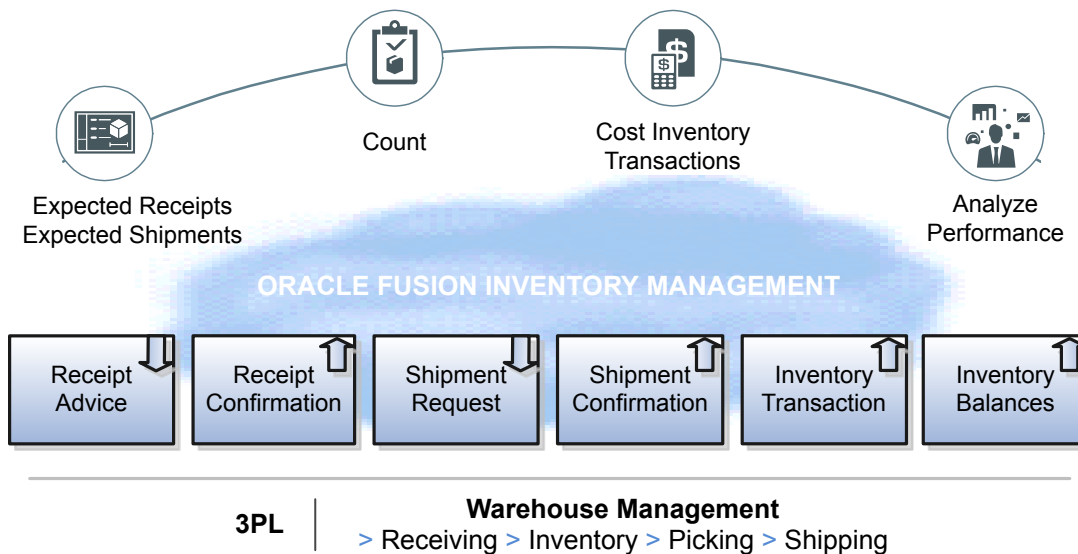 Count
Cost Inventory
Transactions
Expected Receipts
Expected Shipments
Analyze
Performance
ORACLE FUSION INVENTORY MANAGEMENT
Receipt
Advice
Receipt
Confirmation
Shipment
Request
Shipment
Confirmation
Inventory
Transaction
Inventory
Balances
3PL
Warehouse Management
> Receiving > Inventory > Picking > Shipping